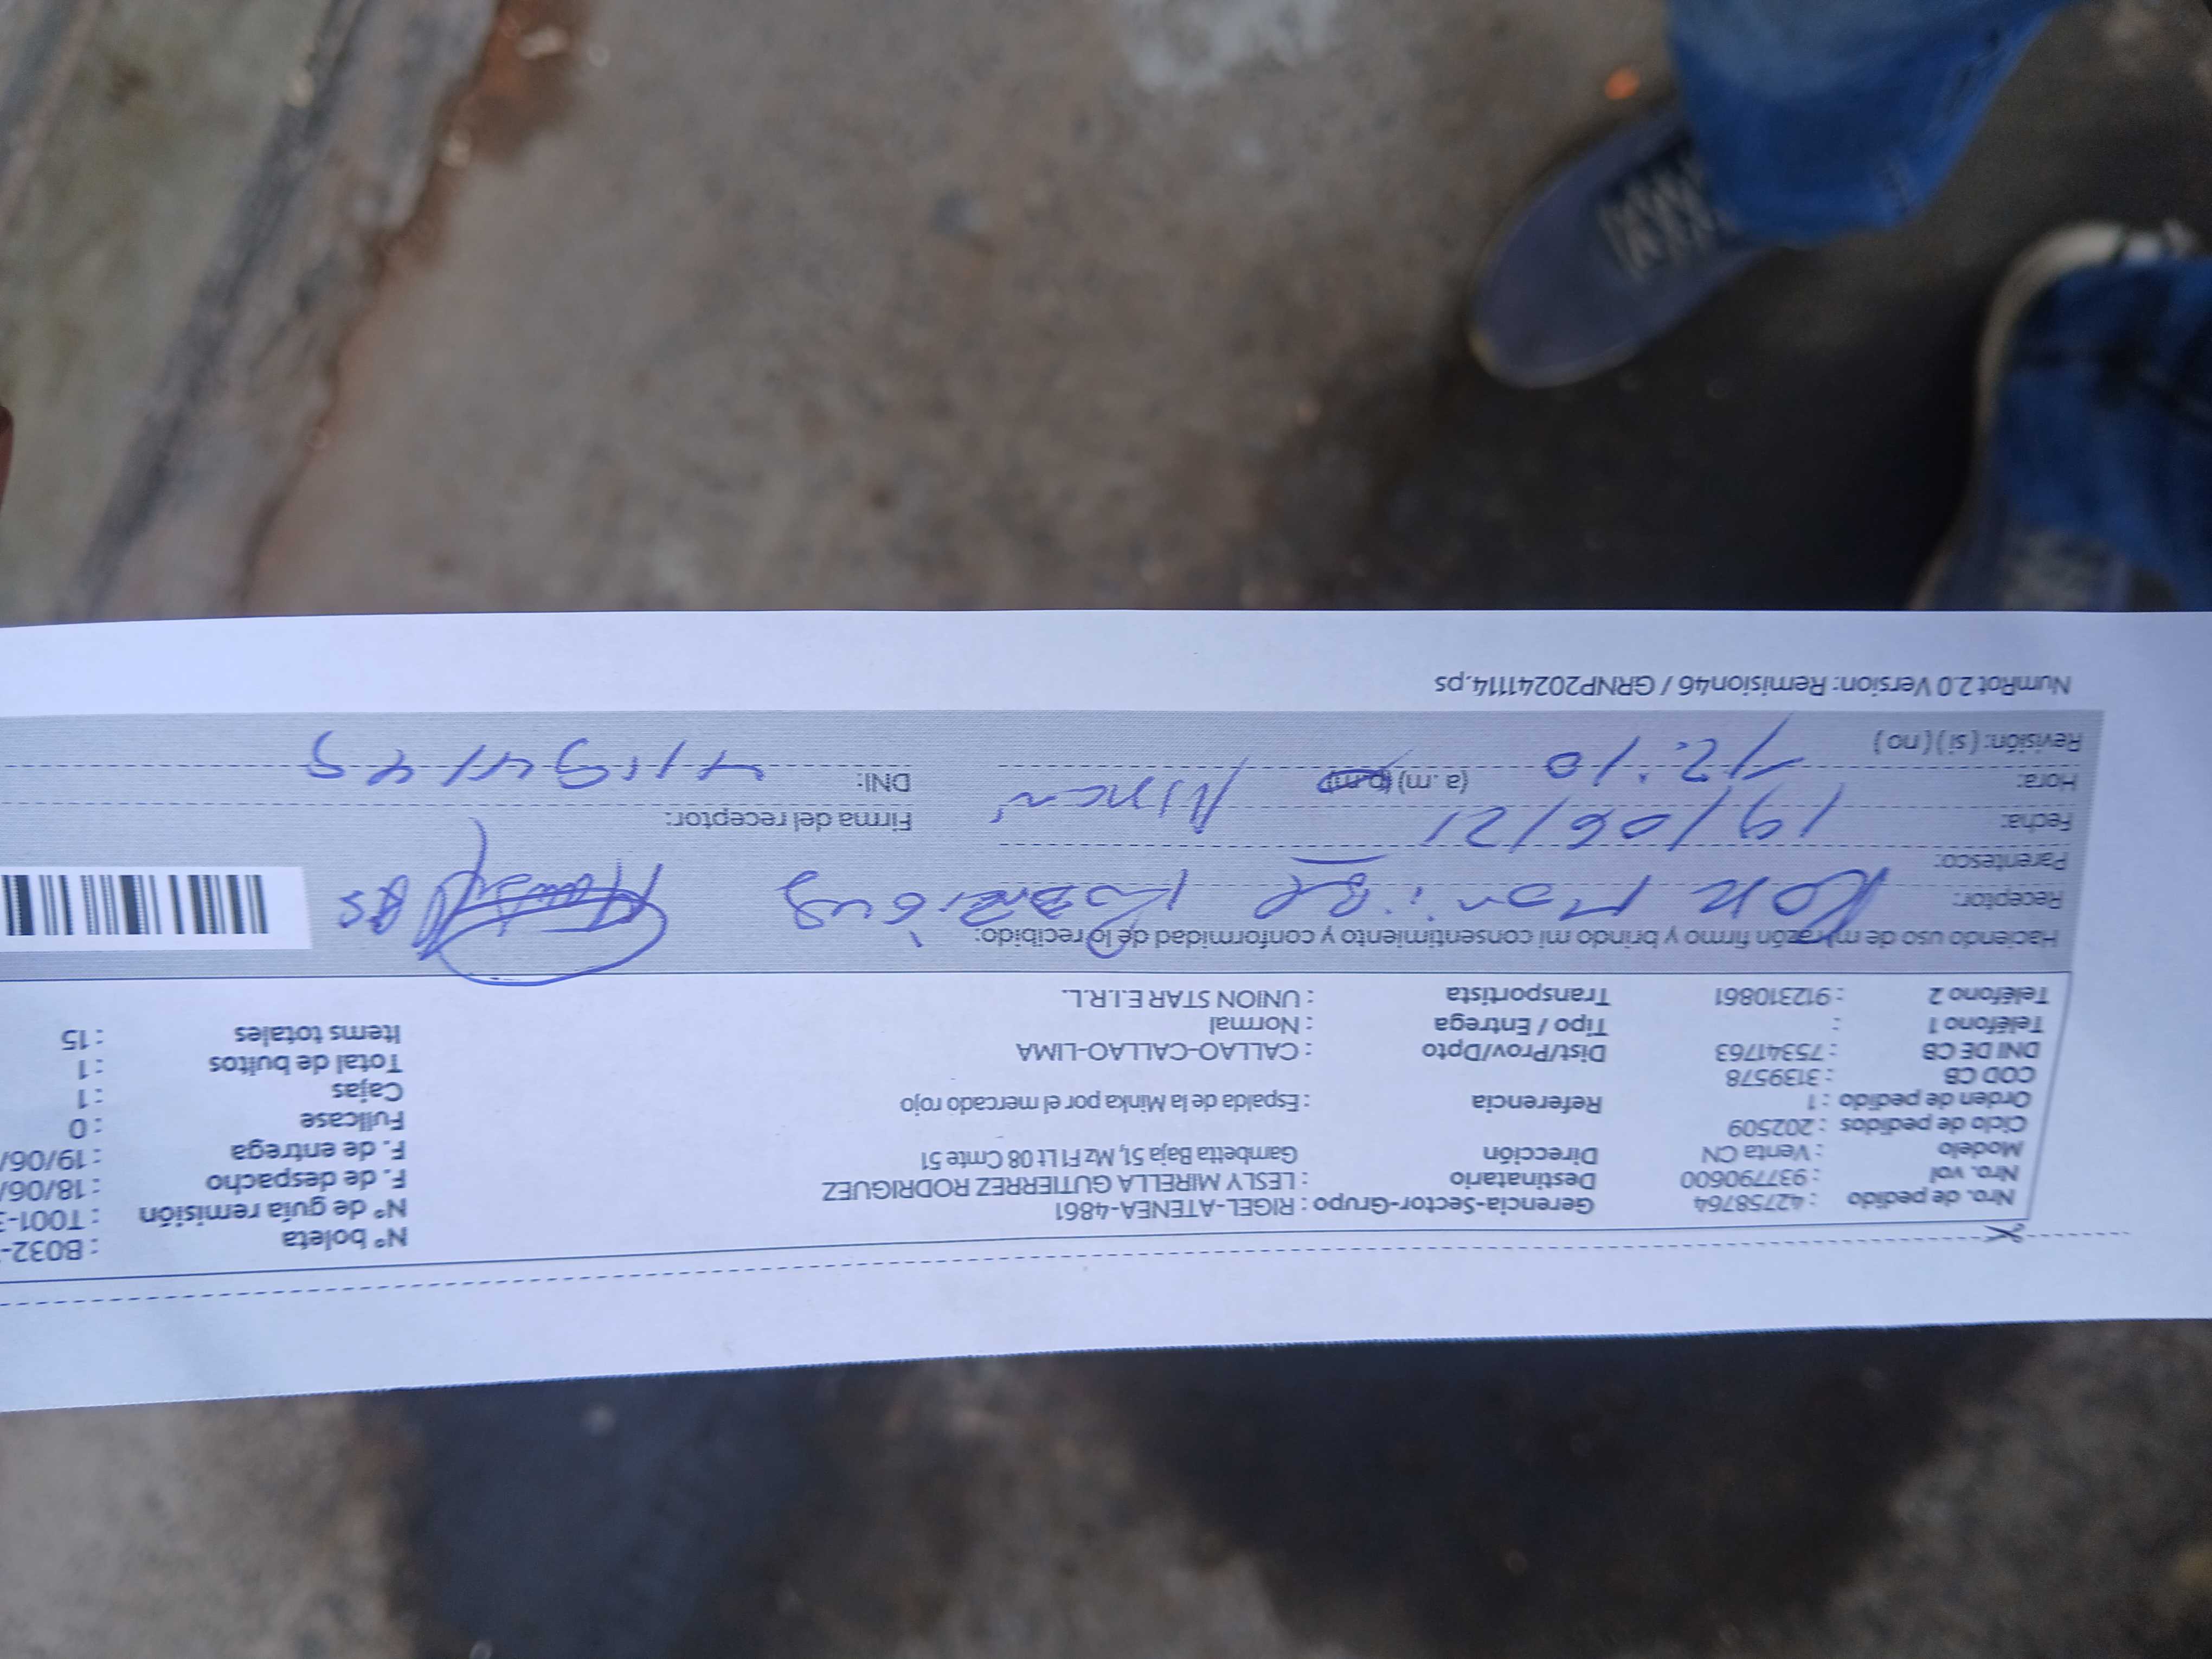 Nro. de pedido : 42758764 Gerencia-Sector-Grupo : RIGEL-ATENEA-4861 N° boleta : B032-
Nro. vol : 937790600 Destinatario : LESLY MIRELLA GUTIERREZ RODRIGUEZ N° de guía remisión : T001-
Modelo : Venta CN Dirección Gambetta Baja 51, Mz F1 Lt 08 Cmte 51 F. de despacho : 18/06/
Ciclo de pedidos : 202509 F. de entrega : 19/06/
Orden de pedido : 1 Referencia : Espalda de la Minka por el mercado rojo Fullcase : 0
COD CB : 3139578 Cajas : 1
DNI DE CB : 75341763 Dist/Prov/Dpto : CALLAO-CALLAO-LIMA Total de bultos : 1
Teléfono 1 : Tipo / Entrega : Normal Items totales : 15
Teléfono 2 : 912310861 Transportista : UNION STAR E.I.R.L.
Haciendo uso de mi razón firmo y brindo mi consentimiento y conformidad de lo recibido:
Receptor:
Parentesco:
Fecha: 19/06/21 Firma del receptor:
Hora: 12:10 (a.m) (p.m) DNI:
Revisión: ( si ) ( no )
NumRot 2.0 Version: Remision46 / GRNP20241114.ps